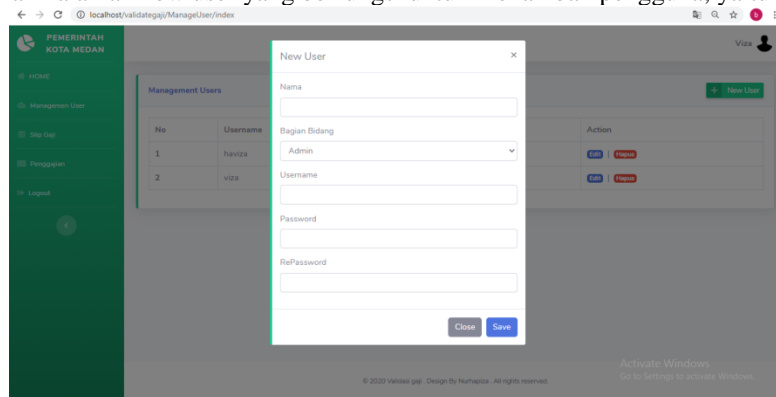 localhost/validategaji/ManageUser/index
PEMERINTAH
KOTA MEDAN
Viza
HOME
Managemen User
Slip Gaji
Penggajian
Logout
Management Users
+ New User
No Username Action
1 haviza Edit | Hapus
2 viza Edit | Hapus
New User ×
Nama
Bagian Bidang
Admin
Username
Password
RePassword
Close Save
Activate Windows
Go to Settings to activate Windows.
© 2020 Validasi gaji . Design By Nurhapiza . All rights reserved.